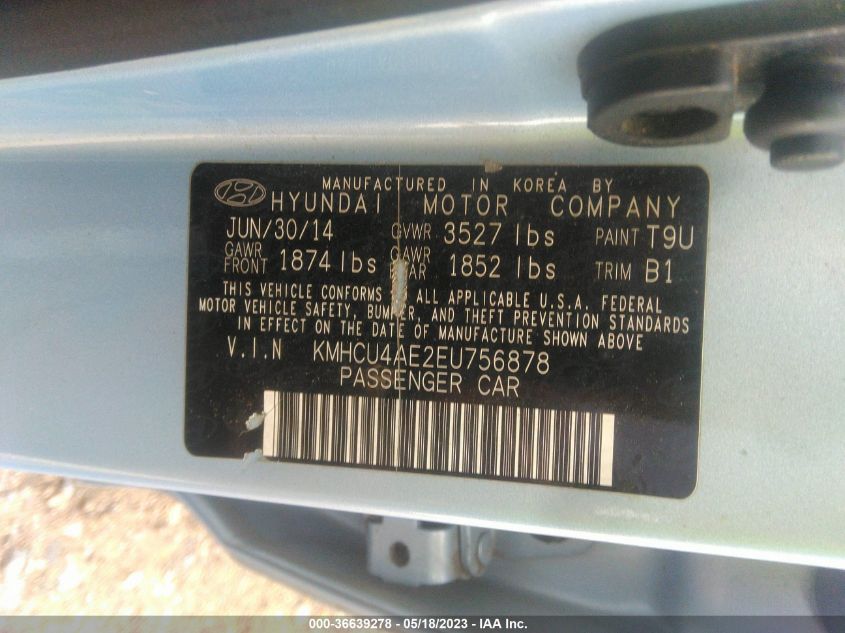 MANUFACTURED IN KOREA BY
HYUNDAI MOTOR COMPANY
JUN/30/14 GVWR 3527 lbs PAINT T9U
GAWR FRONT 1874 lbs GAWR 1852 lbs TRIM B1
THIS VEHICLE CONFORMS ALL APPLICABLE U.S.A. FEDERAL
MOTOR VEHICLE SAFETY, BUMPER, AND THEFT PREVENTION STANDARDS
IN EFFECT ON THE DATE OF MANUFACTURE SHOWN ABOVE
V.I.N KMHCU4AE2EU756878
PASSENGER CAR
000-36639278 - 05/18/2023 - IAA Inc.